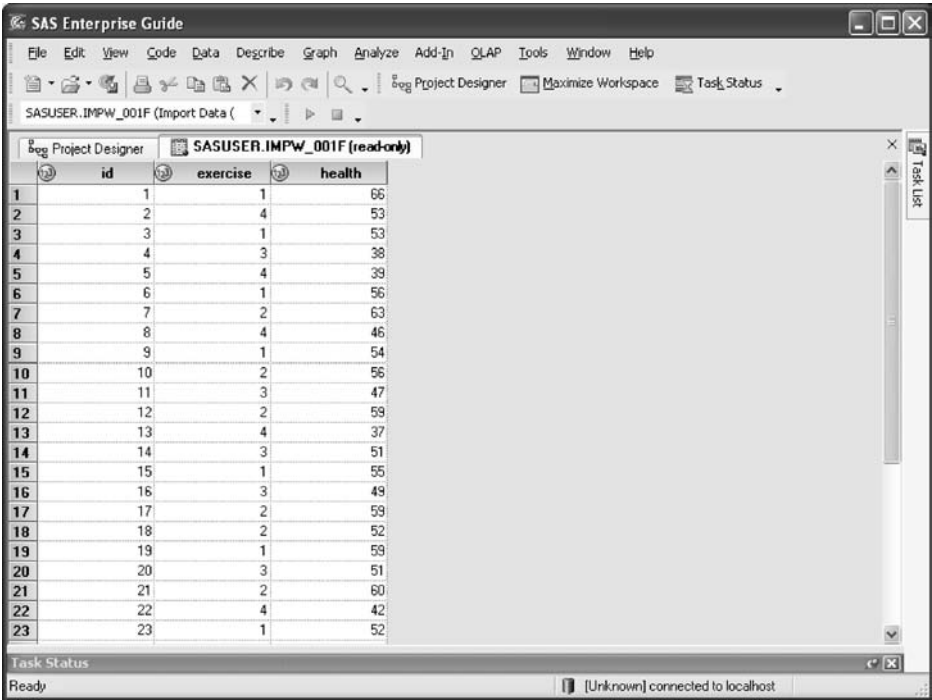 SAS Enterprise Guide
File Edit View Code Data Describe Graph Analyze Add-In OLAP Tools Window Help
Project Designer Maximize Workspace Task Status
SASUSER.IMPW_001F (Import Data (
Project Designer SASUSER.IMPW_001F (read-only)
Task List
id exercise health
1 1 1 66
2 2 4 53
3 3 1 53
4 4 3 38
5 5 4 39
6 6 1 56
7 7 2 63
8 8 4 46
9 9 1 54
10 10 2 56
11 11 3 47
12 12 2 59
13 13 4 37
14 14 3 51
15 15 1 55
16 16 3 49
17 17 2 59
18 18 2 52
19 19 1 59
20 20 3 51
21 21 2 60
22 22 4 42
23 23 1 52
Task Status
Ready [Unknown] connected to localhost